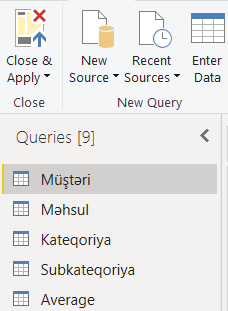 Close & New Recent Enter
Apply Source Sources Data
Close New Query
Queries [9]
Müştəri
Məhsul
Kateqoriya
Subkateqoriya
Average